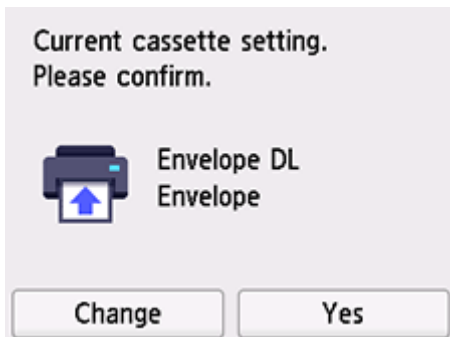 Current cassette setting.
Please confirm.
Envelope DL
Envelope
Change
Yes